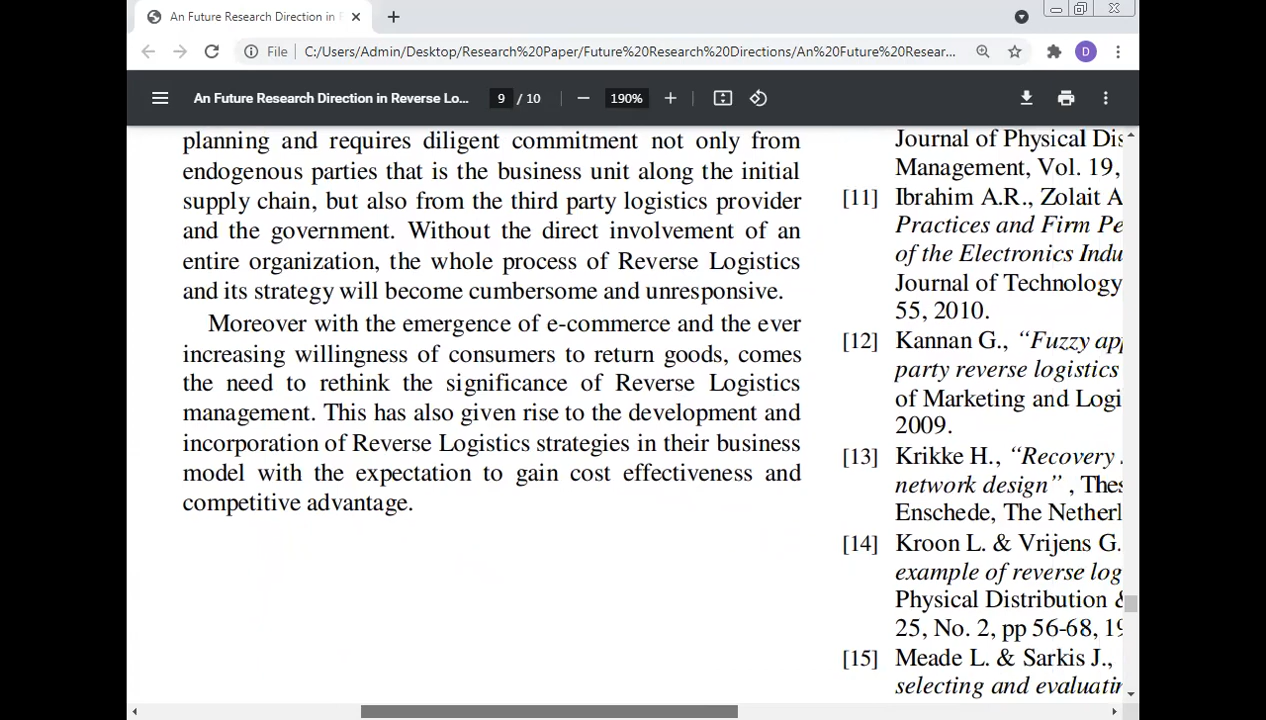 An Future Research Direction in
File
C:/Users/Admin/Desktop/Research%20Paper/Future%20Research%20Directions/An%20Future%20Resear...
D
An Future Research Direction in Reverse Lo...
9 / 10
190%
planning and requires diligent commitment not only from
endogenous parties that is the business unit along the initial
supply chain, but also from the third party logistics provider
and the government. Without the direct involvement of an
entire organization, the whole process of Reverse Logistics
and its strategy will become cumbersome and unresponsive.
Moreover with the emergence of e-commerce and the ever
increasing willingness of consumers to return goods, comes
the need to rethink the significance of Reverse Logistics
management. This has also given rise to the development and
incorporation of Reverse Logistics strategies in their business
model with the expectation to gain cost effectiveness and
competitive advantage.
Journal of Physical Dis
Management, Vol. 19,
[11] Ibrahim A.R., Zolait A
Practices and Firm Pe
of the Electronics Indu
Journal of Technology
55, 2010.
[12] Kannan G., “Fuzzy app
party reverse logistics
of Marketing and Logi
2009.
[13] Krikke H., “Recovery
network design” , Thes
Enschede, The Netherl
[14] Kroon L. & Vrijens G.
example of reverse log
Physical Distribution &
25, No. 2, pp 56-68, 19
[15] Meade L. & Sarkis J.,
selecting and evaluatin